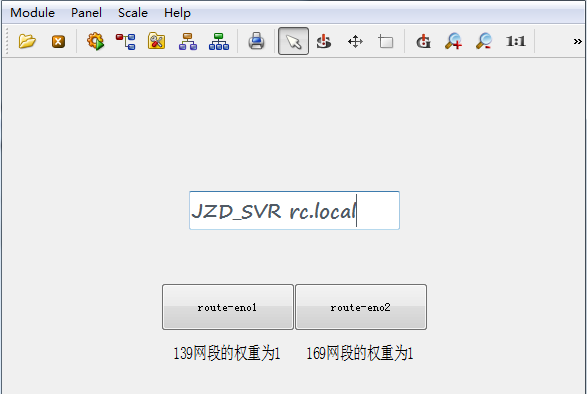 Module Panel Scale Help
1:1 »
JZD_SVR rc.local
route-eno1 route-eno2
139网段的权重为1 169网段的权重为1